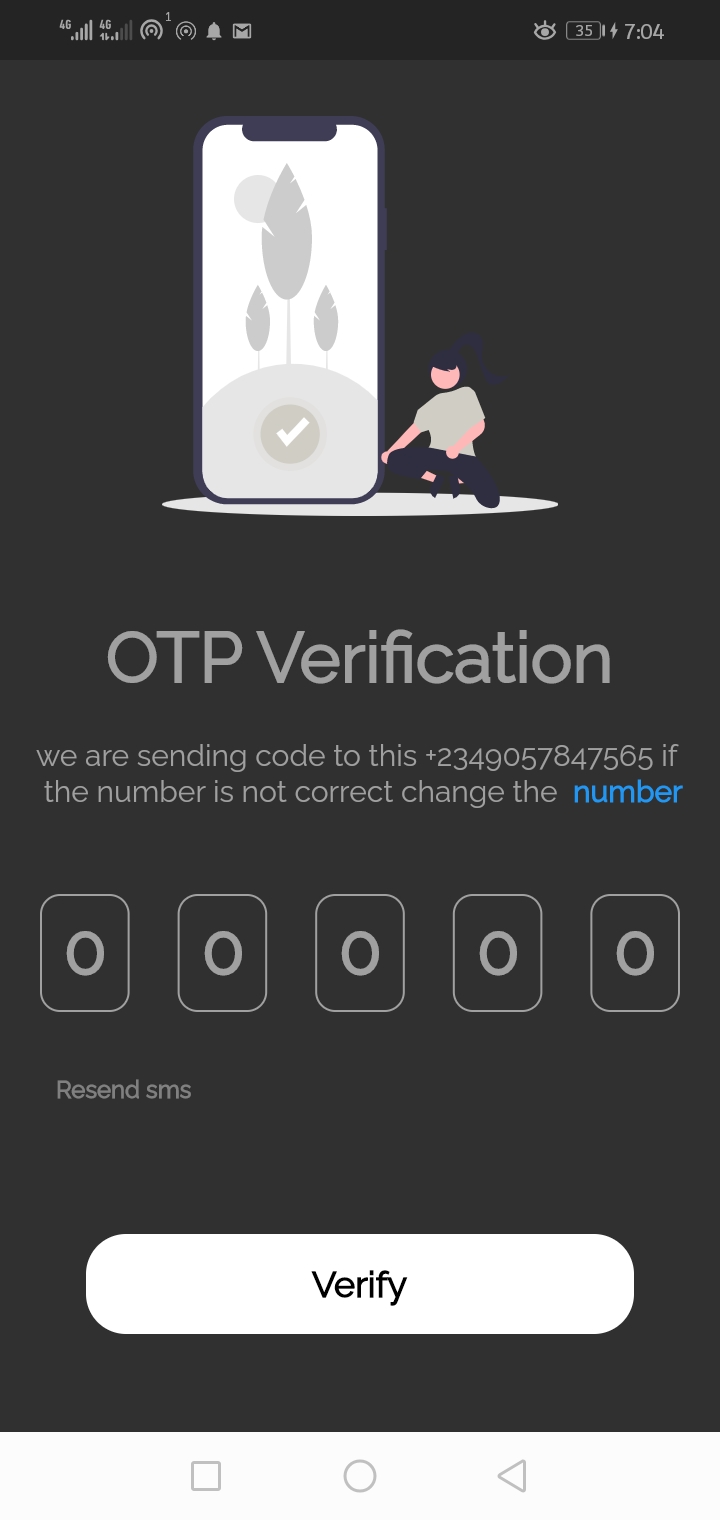 4G 4G 1 35 7:04
OTP Verification
we are sending code to this +2349057847565 if
the number is not correct change the number
0 0 0 0 0
Resend sms
Verify